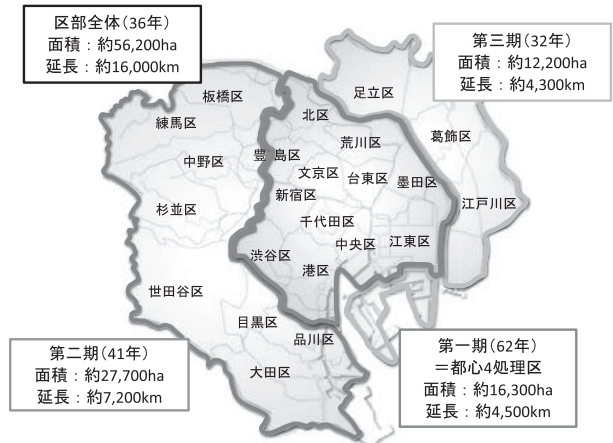 区部全体（36年）
面積：約56,200ha
延長：約16,000km
第三期（32年）
面積：約12,200ha
延長：約4,300km
足立区
板橋区
北区
練馬区
荒川区
葛飾区
豊島区
中野区
文京区
台東区
墨田区
新宿区
江戸川区
杉並区
千代田区
中央区
江東区
渋谷区
港区
世田谷区
目黒区
品川区
大田区
第二期（41年）
面積：約27,700ha
延長：約7,200km
第一期（62年）
＝都心4処理区
面積：約16,300ha
延長：約4,500km